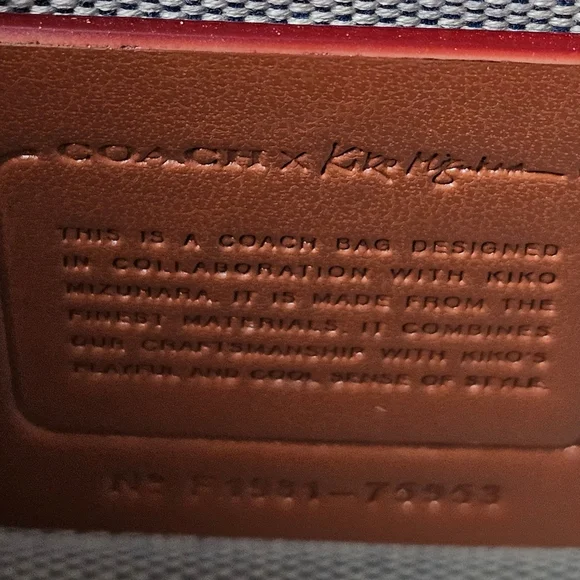 COACH X Kiko Mizuhara
THIS IS A COACH BAG DESIGNED
IN COLLABORATION WITH KIKO
MIZUHARA. IT IS MADE FROM THE
FINEST MATERIALS. IT COMBINES
OUR CRAFTSMANSHIP WITH KIKO'S
PLAYFUL AND COOL SENSE OF STYLE.
Nº